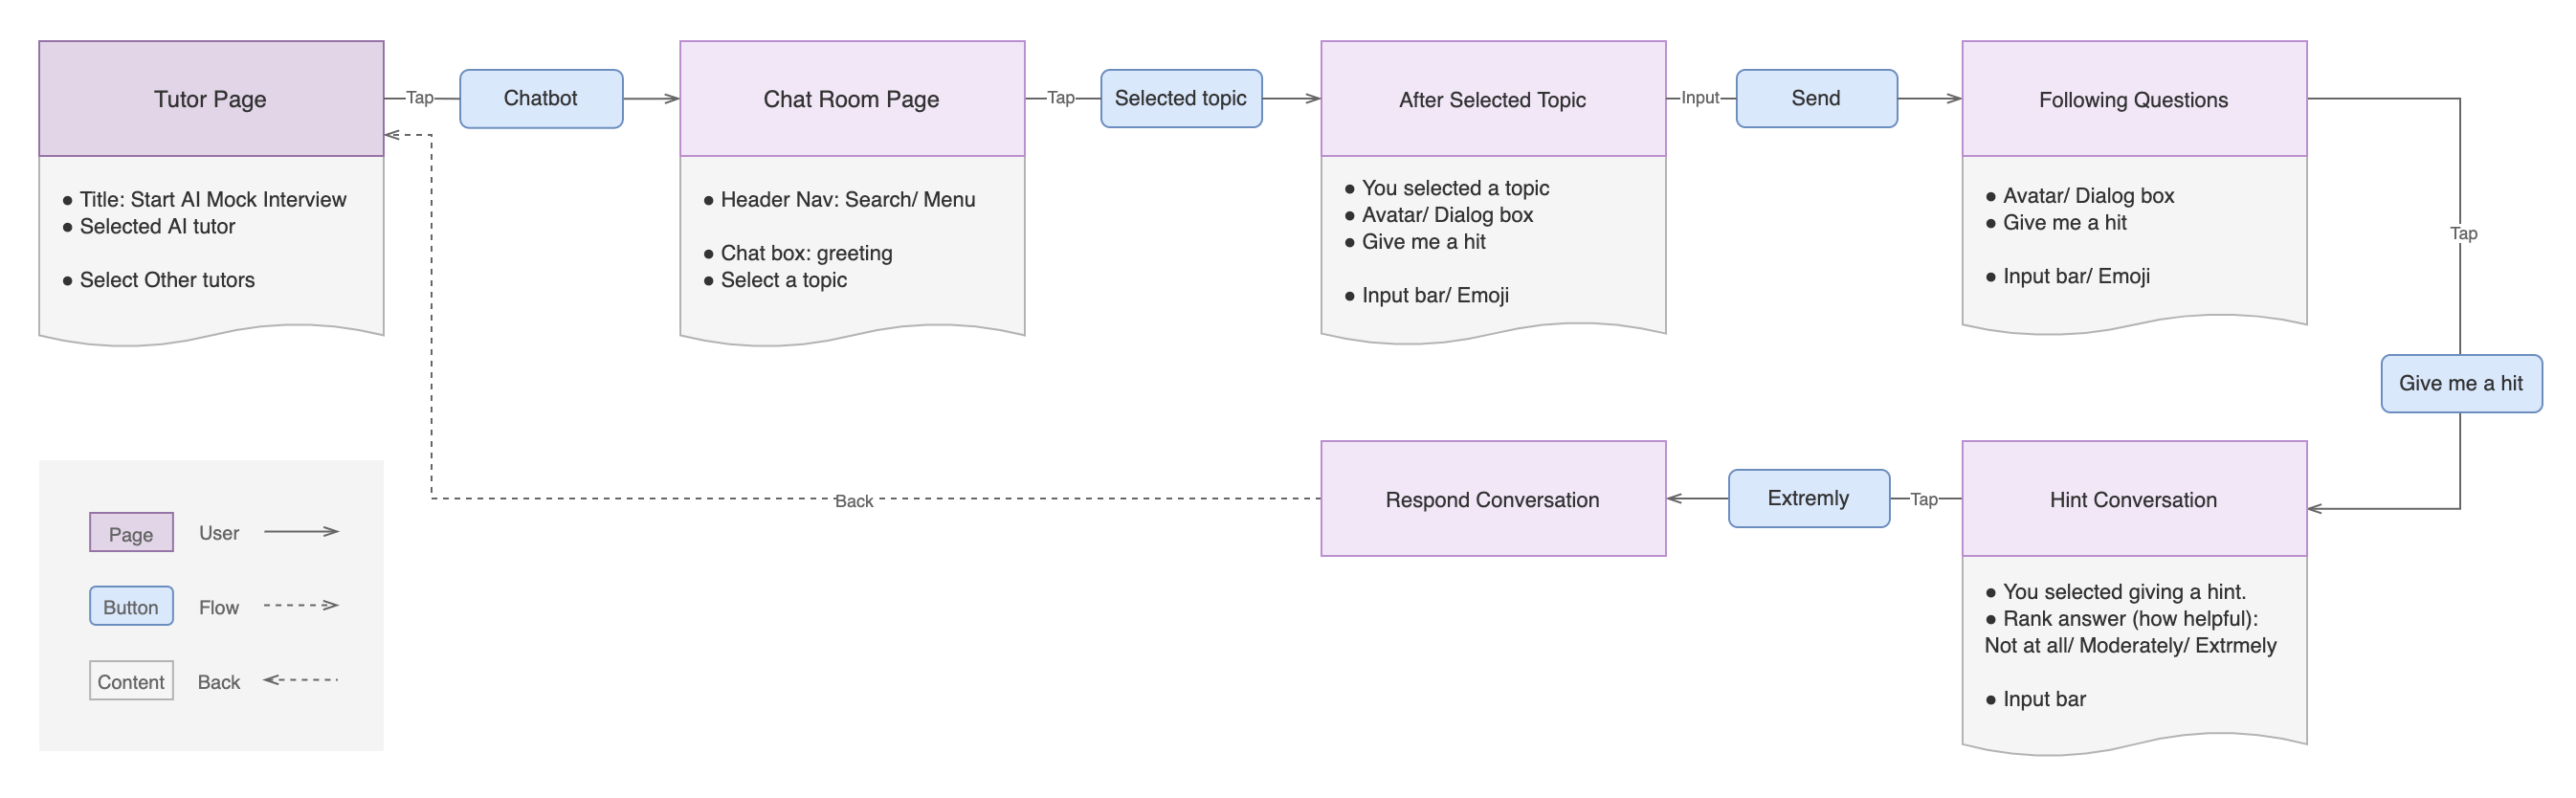 Tutor Page
Tap
Chatbot
Chat Room Page
Tap
Selected topic
After Selected Topic
Input
Send
Following Questions
● Title: Start AI Mock Interview
● Selected AI tutor
● Select Other tutors
● Header Nav: Search/ Menu
● Chat box: greeting
● Select a topic
● You selected a topic
● Avatar/ Dialog box
● Give me a hit
● Input bar/ Emoji
● Avatar/ Dialog box
● Give me a hit
● Input bar/ Emoji
Tap
Give me a hit
Hint Conversation
Tap
Extremly
Respond Conversation
Back
● You selected giving a hint.
● Rank answer (how helpful):
Not at all/ Moderately/ Extrmely
● Input bar
Page
User
Button
Flow
Content
Back